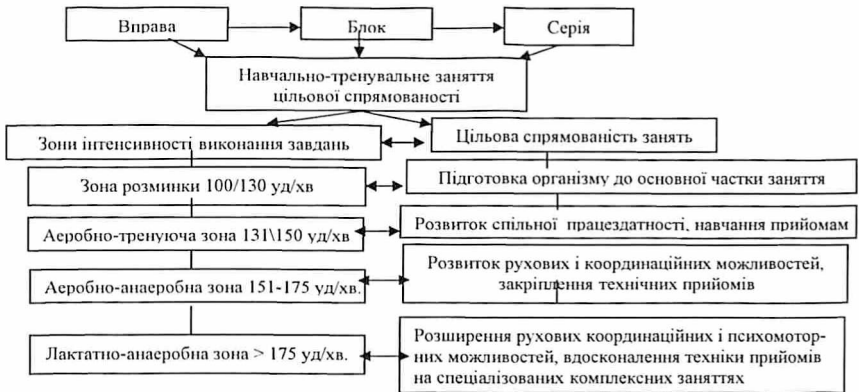 Вправа
Блок
Серія
Навчально-тренувальне заняття
цільової спрямованості
Зони інтенсивності виконання завдань
Цільова спрямованість занять
Зона розминки 100/130 уд/хв
Підготовка організму до основної частки заняття
Аеробно-тренуюча зона 131\150 уд/хв
Розвиток спільної працездатності, навчання прийомам
Аеробно-анаеробна зона 151-175 уд/хв.
Розвиток рухових і координаційних можливостей,
закріплення технічних прийомів
Лактатно-анаеробна зона > 175 уд/хв.
Розширення рухових координаційних і психомотор-
них можливостей, вдосконалення техніки прийомів
на спеціалізованих комплексних заняттях